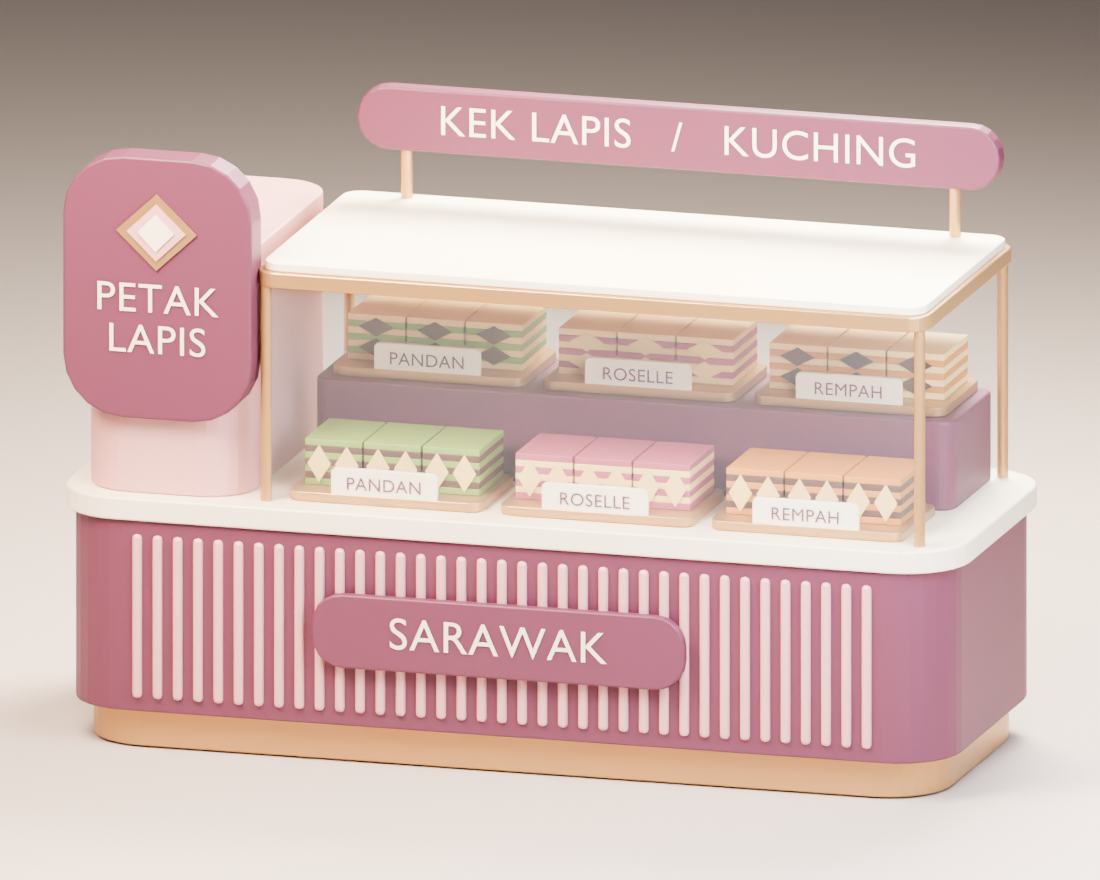 KEK LAPIS / KUCHING
PETAK
LAPIS
PANDAN
ROSELLE
REMPAH
PANDAN
ROSELLE
REMPAH
SARAWAK